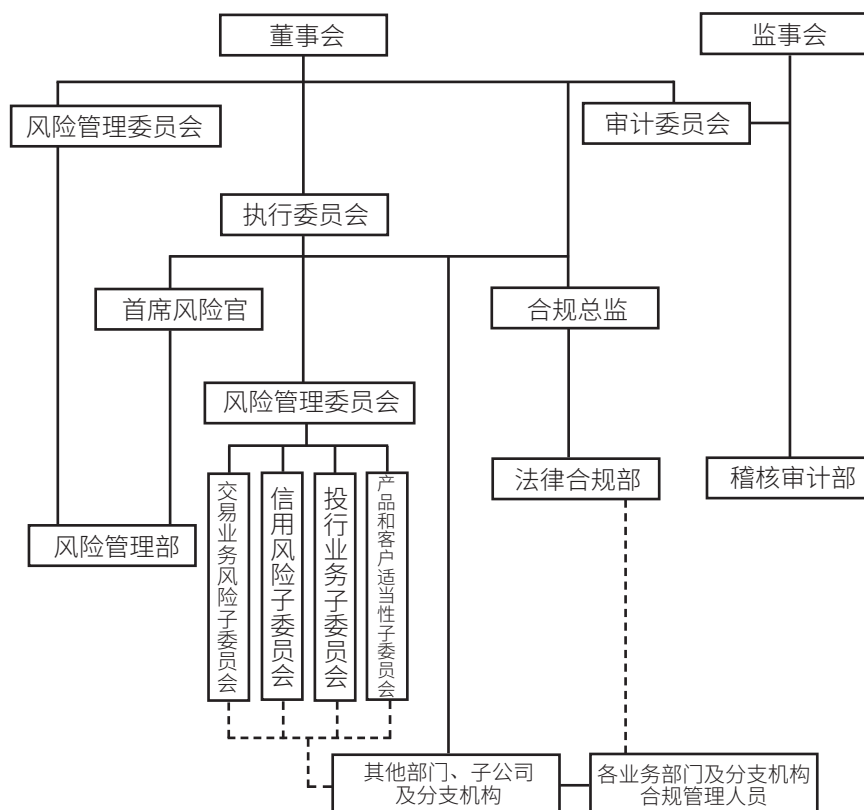 董事会
监事会
风险管理委员会
审计委员会
执行委员会
首席风险官
合规总监
风险管理委员会
法律合规部
稽核审计部
风险管理部
交易业务风险子委员会
信用风险子委员会
投行业务子委员会
产品和客户适当性子委员会
其他部门、子公司
及分支机构
各业务部门及分支机构
合规管理人员